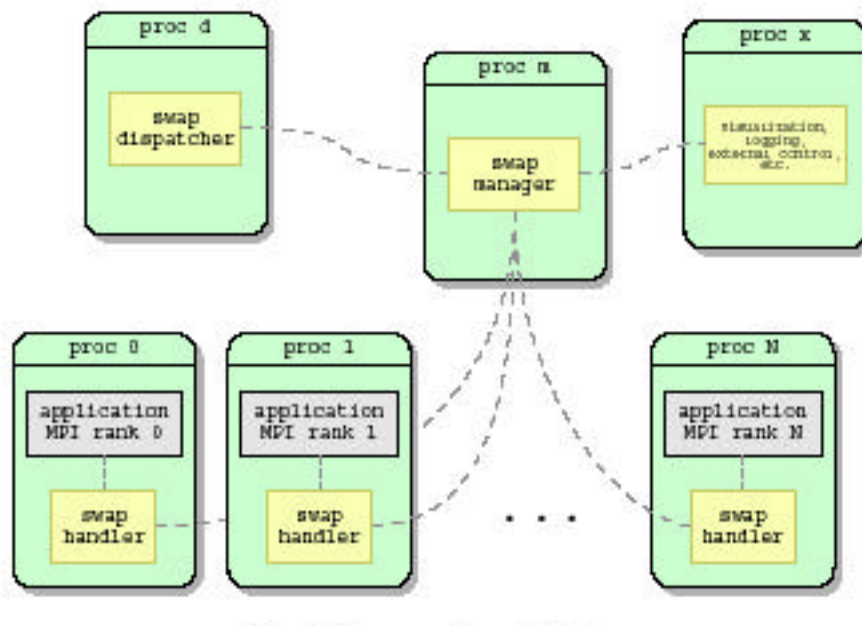 proc d
swap
dispatcher
proc m
swap
manager
proc x
visualization,
logging,
external control,
etc.
proc 0
application
MPI rank 0
swap
handler
proc 1
application
MPI rank 1
swap
handler
. . .
proc N
application
MPI rank N
swap
handler